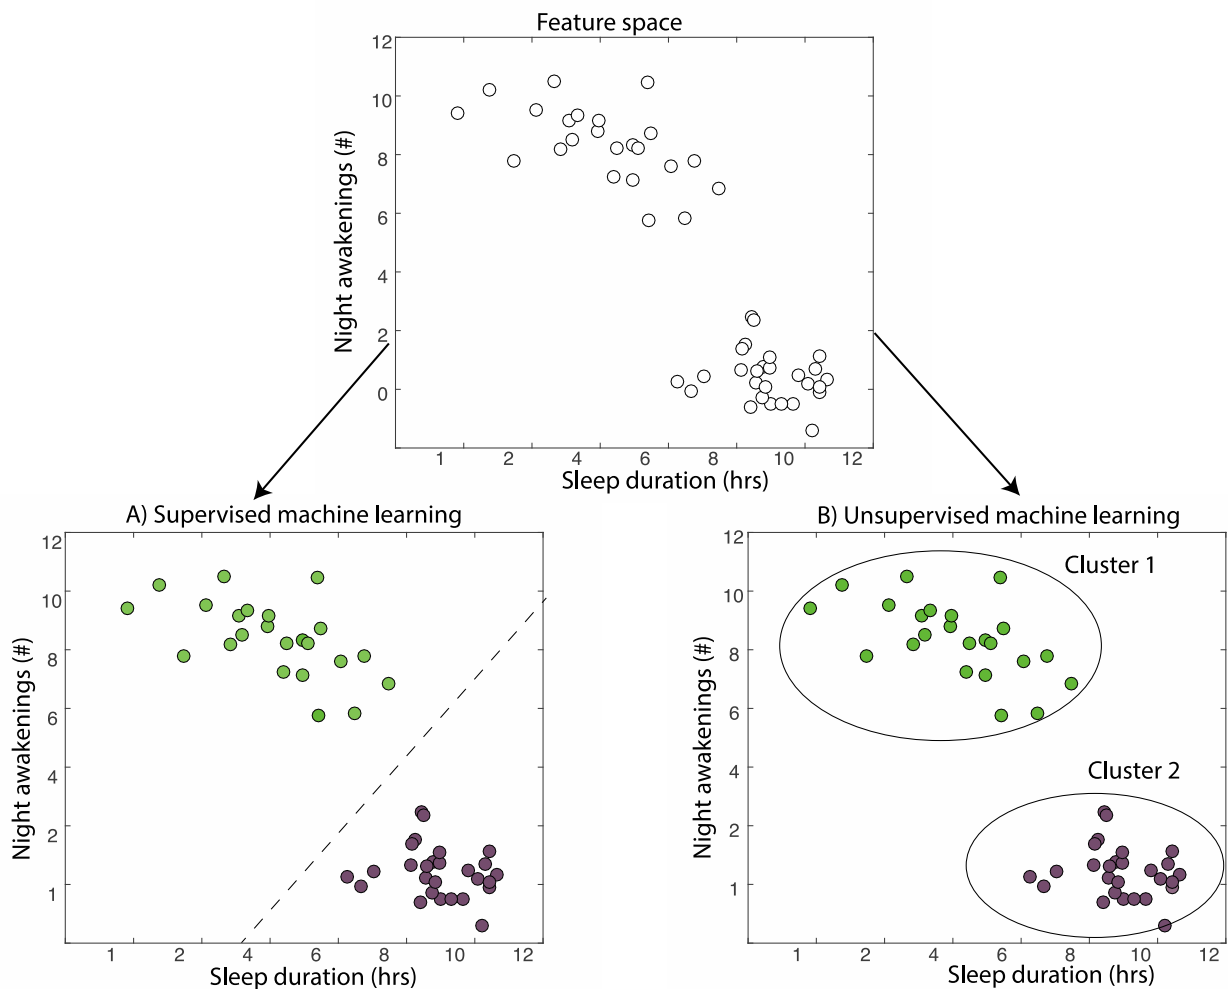 Feature space
12
10
8
6
4
2
0
Night awakenings (#)
1 2 4 6 8 10 12
Sleep duration (hrs)
A) Supervised machine learning
12
10
8
6
4
2
1
Night awakenings (#)
1 2 4 6 8 10 12
Sleep duration (hrs)
B) Unsupervised machine learning
Cluster 1
Cluster 2
12
10
8
6
4
2
1
Night awakenings (#)
1 2 4 6 8 10 12
Sleep duration (hrs)